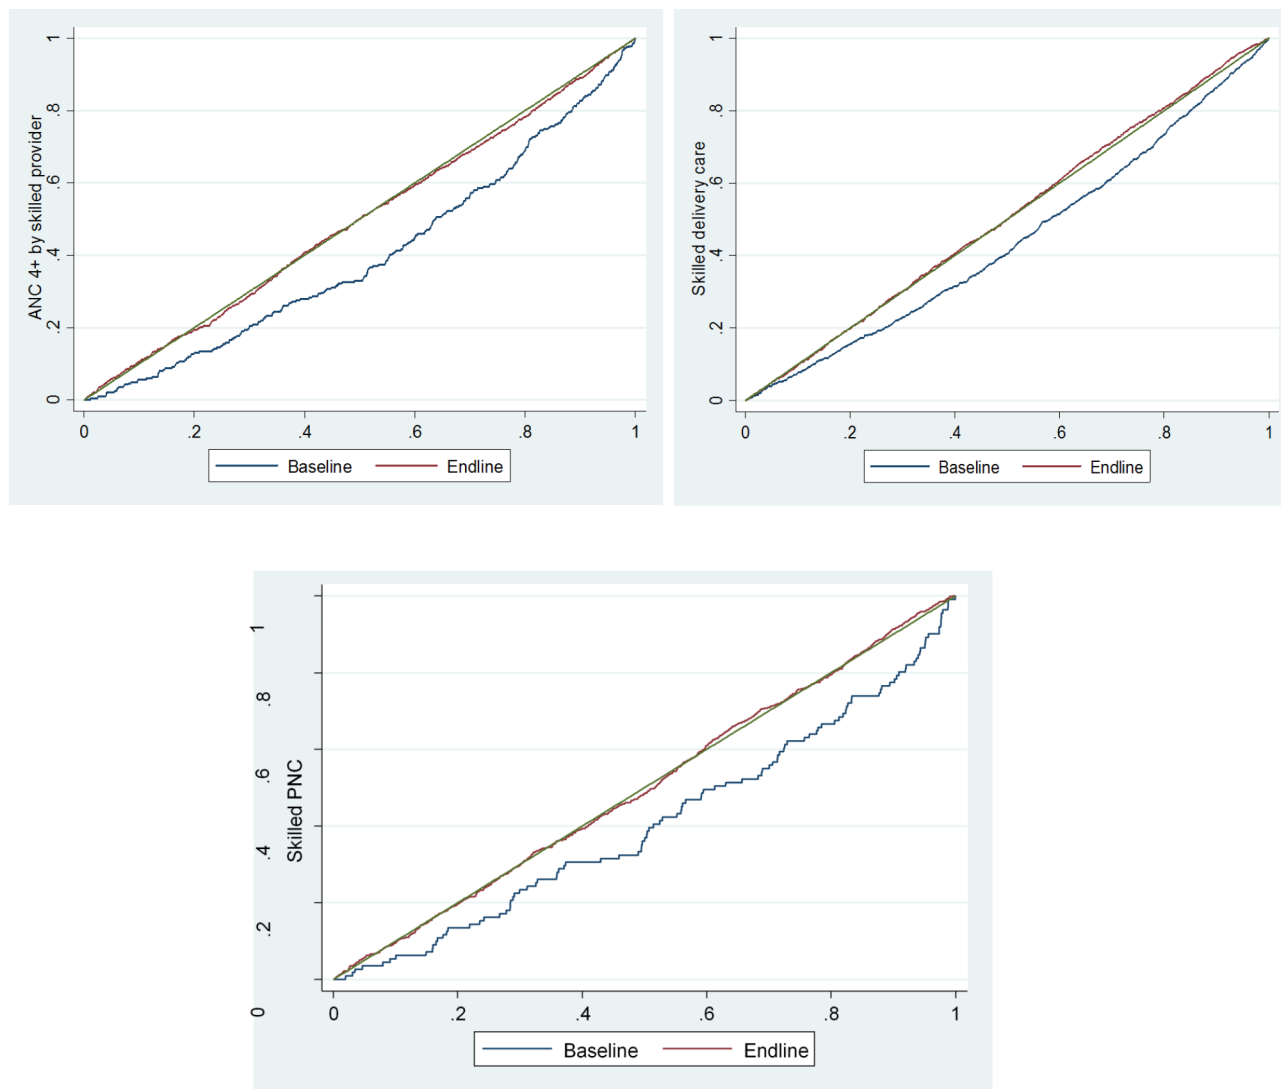 ANC 4+ by skilled provider
1
.8
.6
.4
.2
0
0 .2 .4 .6 .8 1
Baseline Endline
Skilled delivery care
1
.8
.6
.4
.2
0
0 .2 .4 .6 .8 1
Baseline Endline
Skilled PNC
1
.8
.6
.4
.2
0
0 .2 .4 .6 .8 1
Baseline Endline